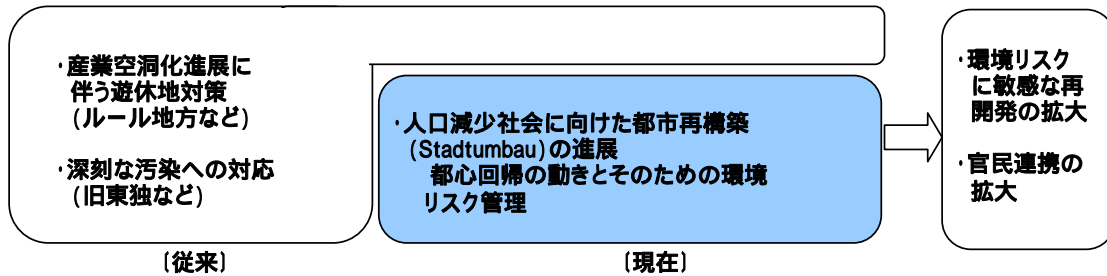 ・産業空洞化進展に
伴う遊休地対策
(ルール地方など)
・深刻な汚染への対応
(旧東独など)
〔従来〕
・人口減少社会に向けた都市再構築
(Stadtumbau)の進展
都心回帰の動きとそのための環境
リスク管理
〔現在〕
・環境リスク
に敏感な再
開発の拡大
・官民連携の
拡大